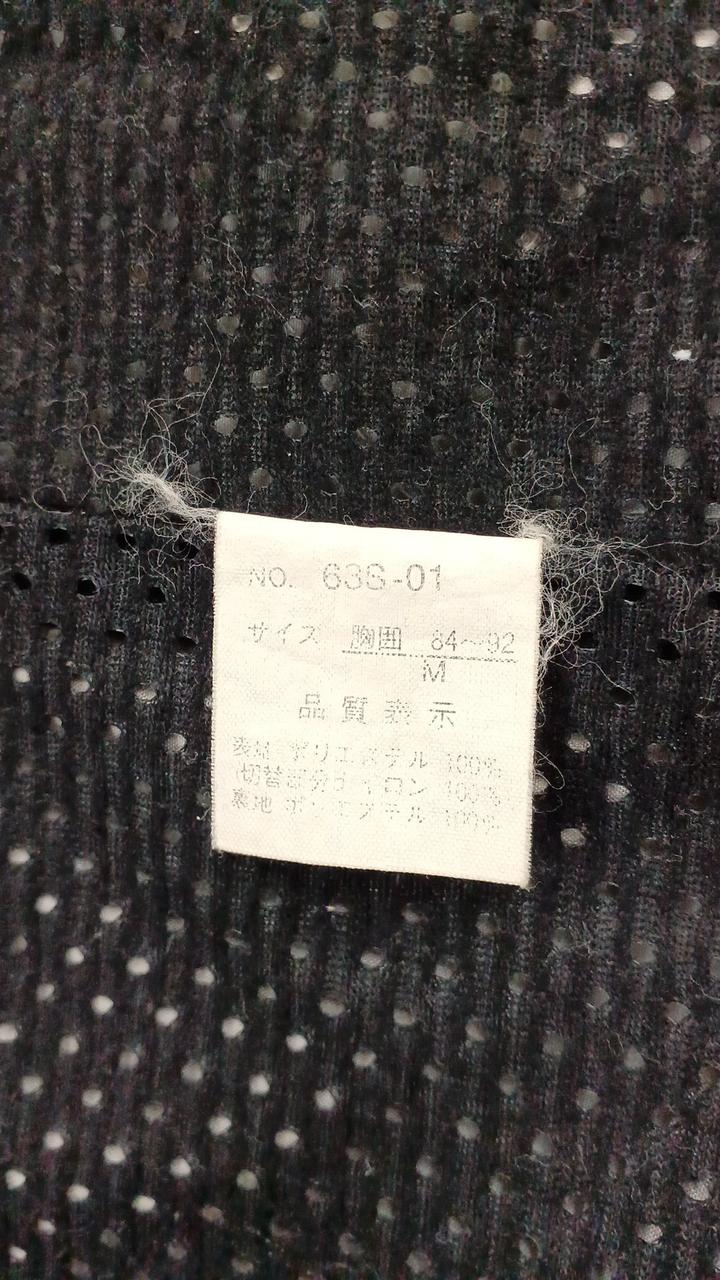 NO. 63S-01
サイズ 胸囲 84〜92
M
品質表示
表地 ポリエステル 100%
(切替部分ナイロン 100%
裏地 ポリエステル 100%